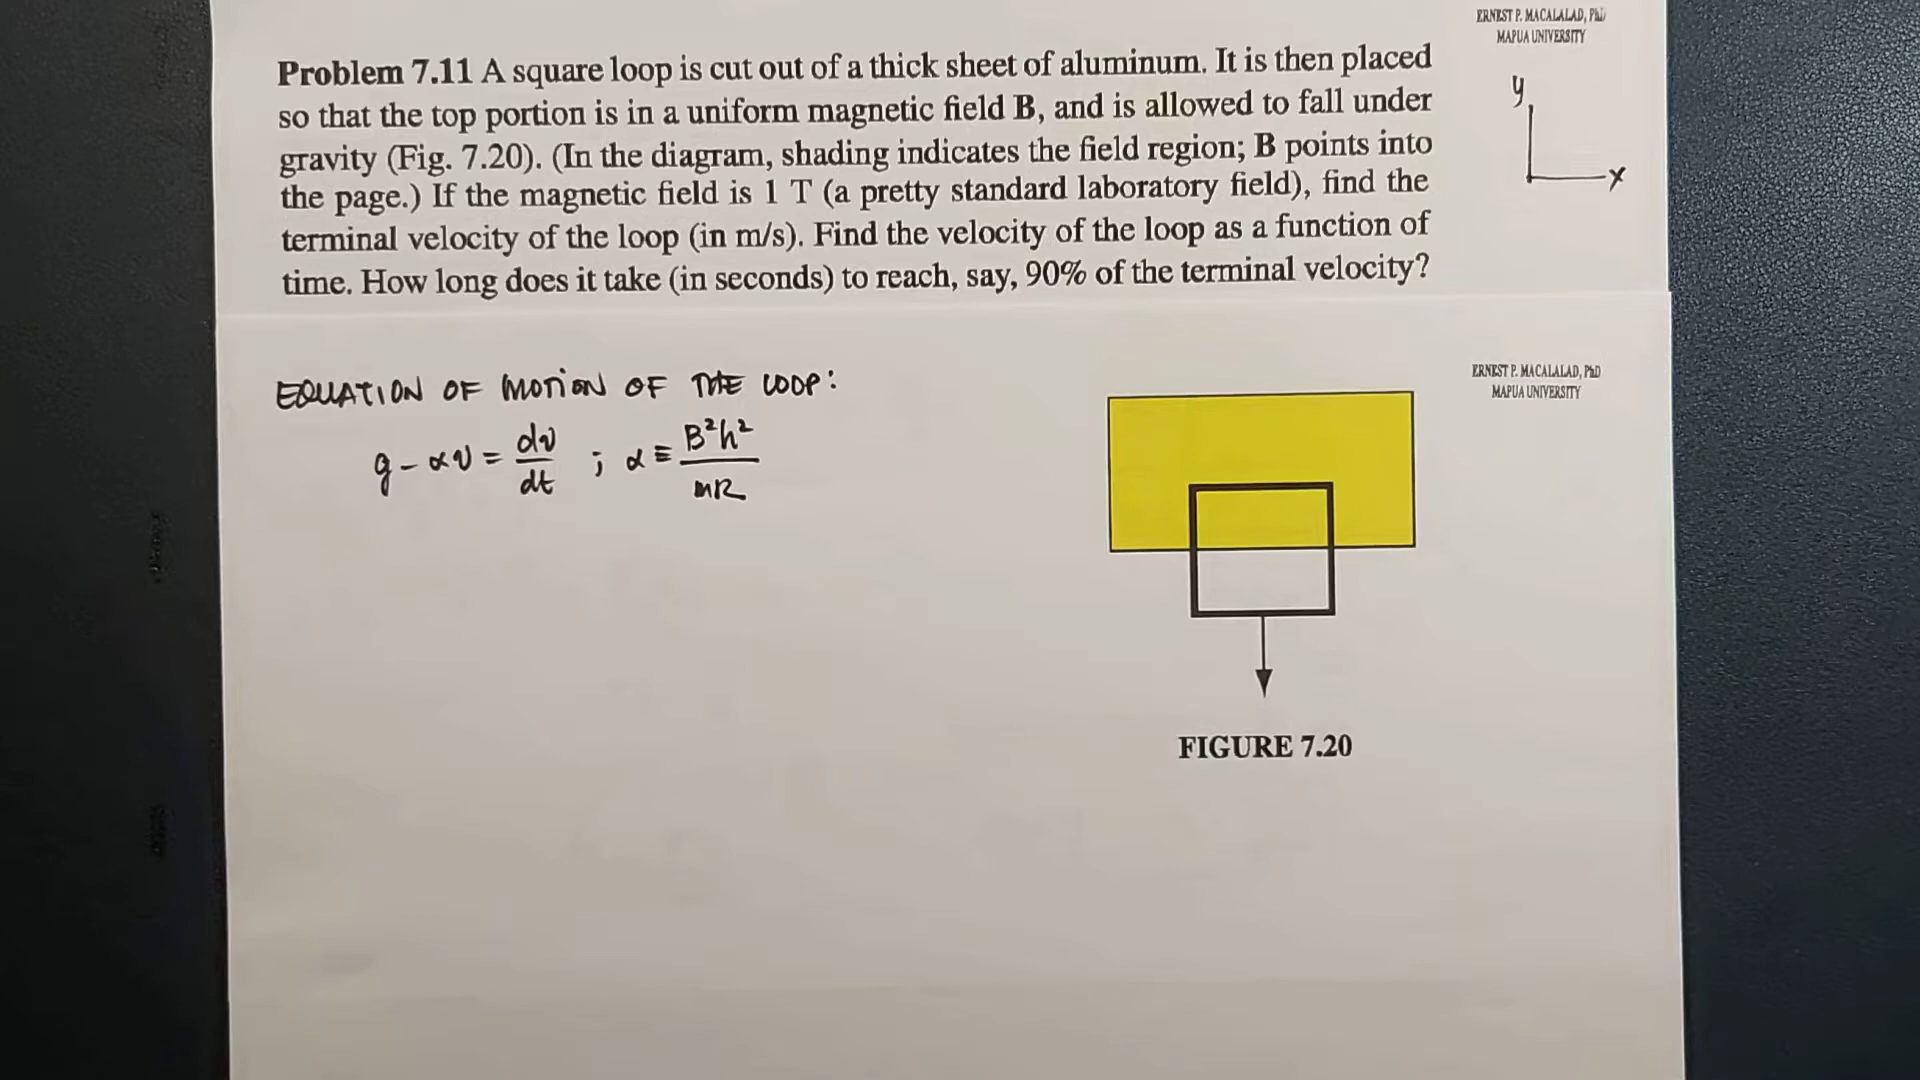 ERNEST P. MACALALAD, PhD
MAPUA UNIVERSITY
Problem 7.11 A square loop is cut out of a thick sheet of aluminum. It is then placed
so that the top portion is in a uniform magnetic field B, and is allowed to fall under
gravity (Fig. 7.20). (In the diagram, shading indicates the field region; B points into
the page.) If the magnetic field is 1 T (a pretty standard laboratory field), find the
terminal velocity of the loop (in m/s). Find the velocity of the loop as a function of
time. How long does it take (in seconds) to reach, say, 90% of the terminal velocity?
y
x
EQUATION OF MOTION OF THE LOOP:
g - αv = dv/dt ; α ≡ B²h²/mR
ERNEST P. MACALALAD, PhD
MAPUA UNIVERSITY
FIGURE 7.20